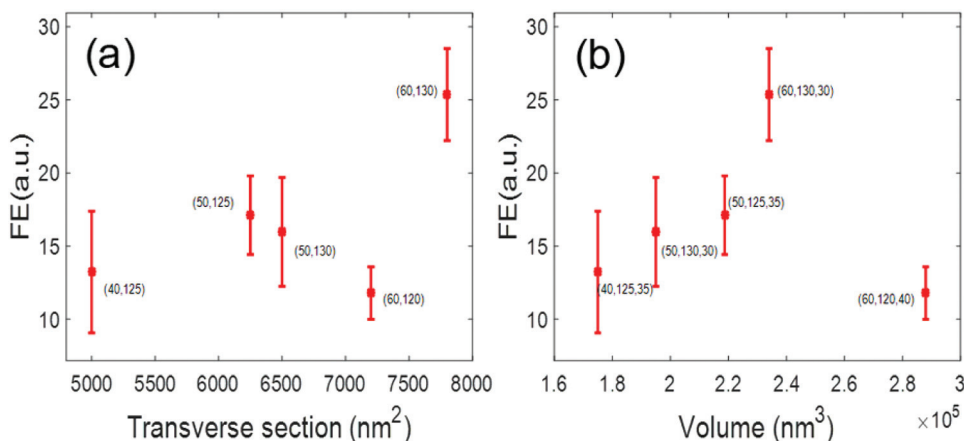 (a)
FE(a.u.)
30
25
20
15
10
(60,130)
(50,125)
(50,130)
(40,125)
(60,120)
5000 5500 6000 6500 7000 7500 8000
Transverse section (nm²)
(b)
FE(a.u.)
30
25
20
15
10
(60,130,30)
(50,125,35)
(50,130,30)
(40,125,35)
(60,120,40)
1.6 1.8 2 2.2 2.4 2.6 2.8 3
Volume (nm³)
×10⁵